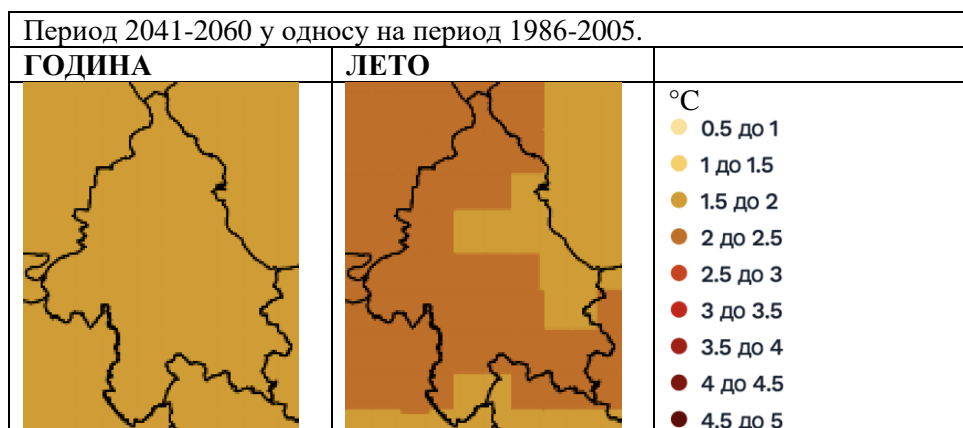 Период 2041-2060 у односу на период 1986-2005.
ГОДИНА
ЛЕТО
°C
0.5 до 1
1 до 1.5
1.5 до 2
2 до 2.5
2.5 до 3
3 до 3.5
3.5 до 4
4 до 4.5
4.5 до 5